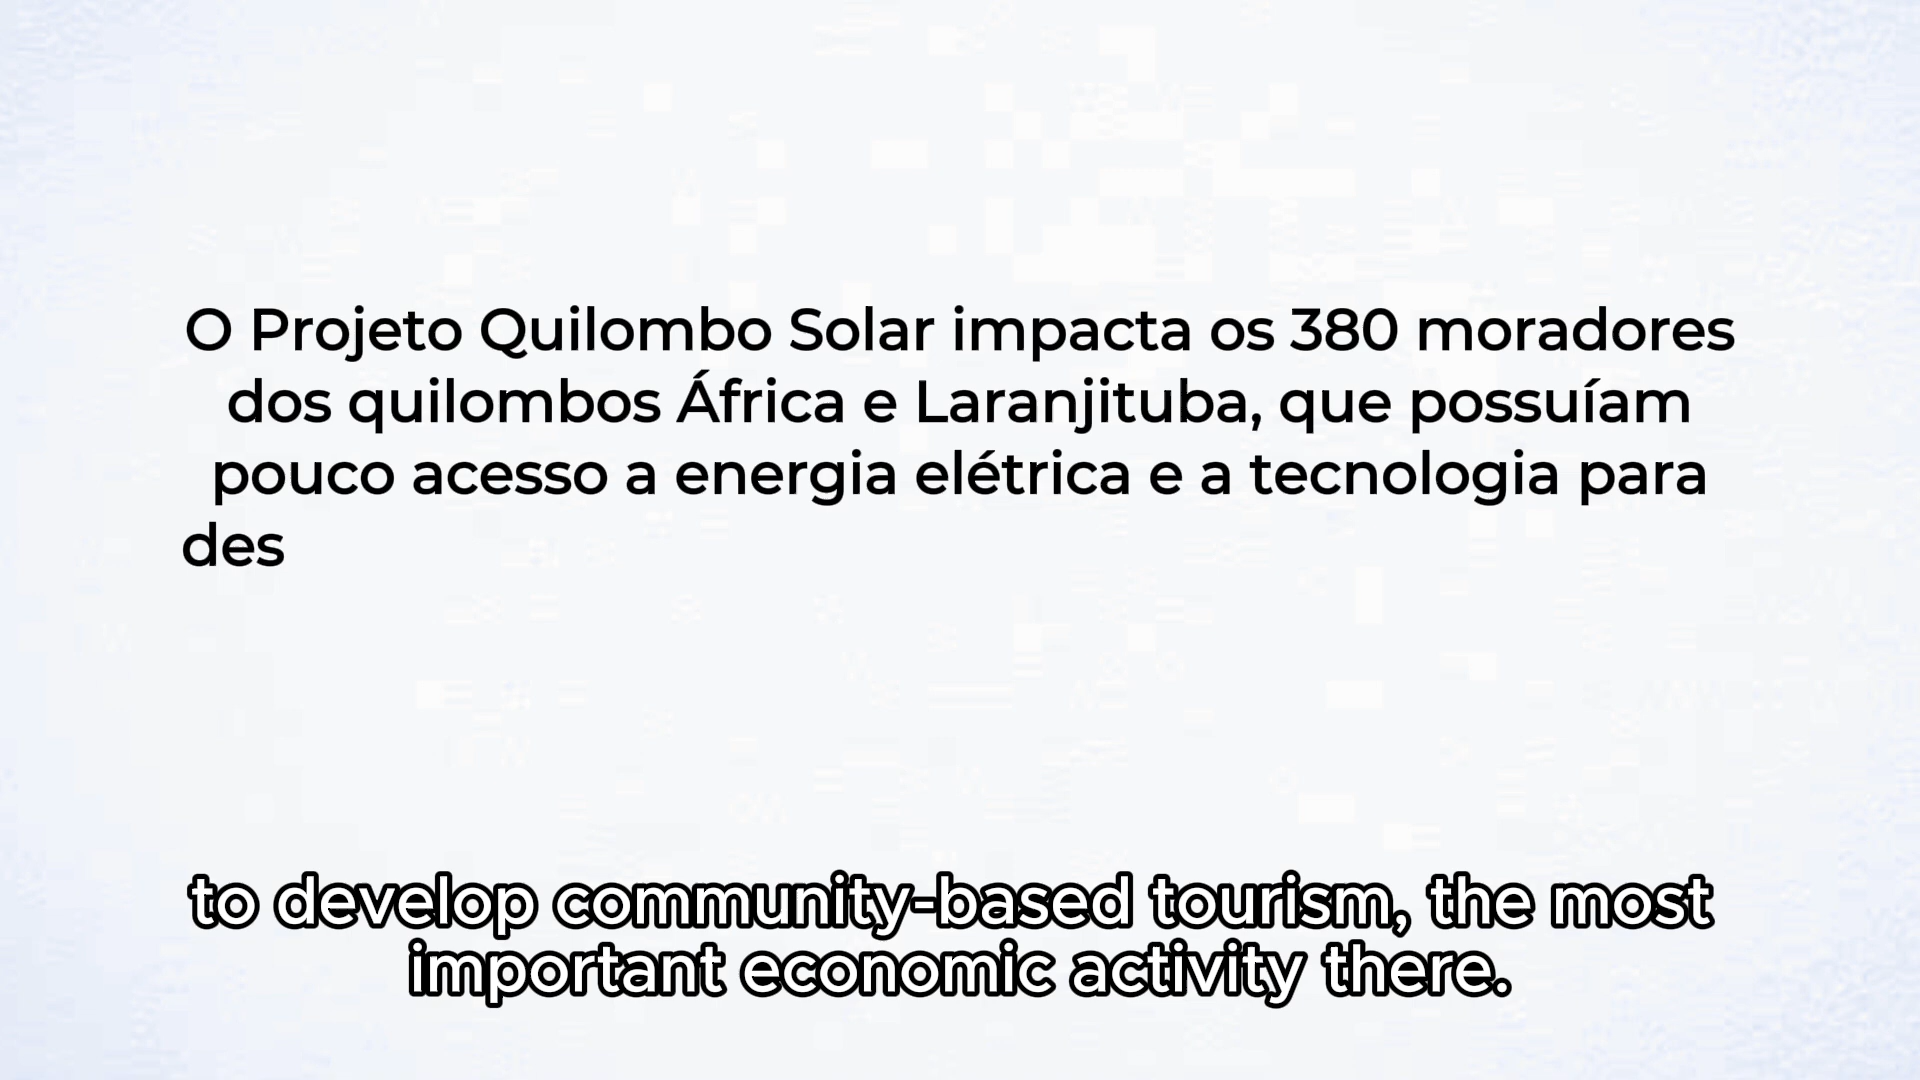 O Projeto Quilombo Solar impacta os 380 moradores
dos quilombos África e Laranjituba, que possuíam
pouco acesso a energia elétrica e a tecnologia para
des
to develop community-based tourism, the most
important economic activity there.